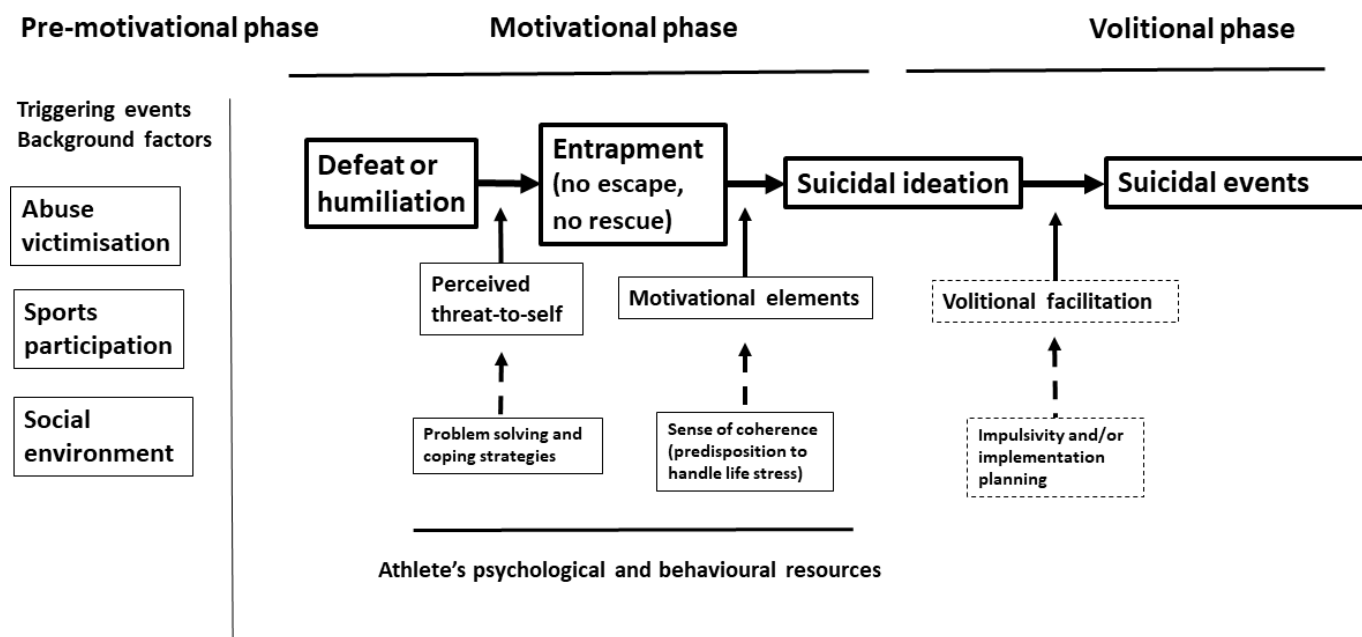 Pre-motivational phase
Motivational phase
Volitional phase
Triggering events
Background factors
Abuse
victimisation
Sports
participation
Social
environment
Defeat or
humiliation
Entrapment
(no escape,
no rescue)
Suicidal ideation
Suicidal events
Perceived
threat-to-self
Motivational elements
Volitional facilitation
Problem solving and
coping strategies
Sense of coherence
(predisposition to
handle life stress)
Impulsivity and/or
implementation
planning
Athlete's psychological and behavioural resources